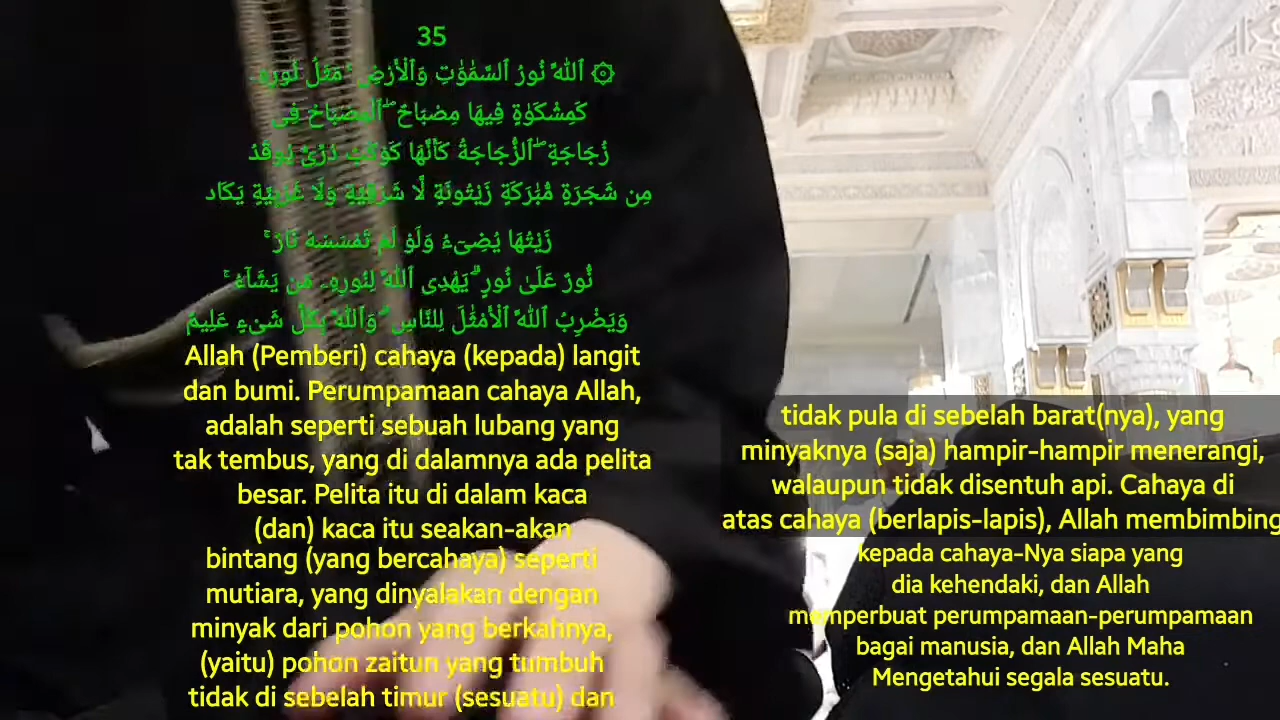 35
۞ ٱللَّهُ نُورُ ٱلسَّمَٰوَٰتِ وَٱلْأَرْضِ ۚ مَثَلُ نُورِهِۦ
كَمِشْكَوٰةٍ فِيهَا مِصْبَاحٌ ۖ ٱلْمِصْبَاحُ فِى
زُجَاجَةٍ ۖ ٱلزُّجَاجَةُ كَأَنَّهَا كَوْكَبٌ دُرِّىٌّ يُوقَدُ
مِن شَجَرَةٍ مُّبَٰرَكَةٍ زَيْتُونَةٍ لَّا شَرْقِيَّةٍ وَلَا غَرْبِيَّةٍ يَكَاد
زَيْتُهَا يُضِىٓءُ وَلَوْ لَمْ تَمْسَسْهُ نَارٌ ۚ
نُّورٌ عَلَىٰ نُورٍ ۗ يَهْدِى ٱللَّهُ لِنُورِهِۦ مَن يَشَآءُ ۚ
وَيَضْرِبُ ٱللَّهُ ٱلْأَمْثَٰلَ لِلنَّاسِ ۗ وَٱللَّهُ بِكُلِّ شَىْءٍ عَلِيمٌ
Allah (Pemberi) cahaya (kepada) langit
dan bumi. Perumpamaan cahaya Allah,
adalah seperti sebuah lubang yang
tak tembus, yang di dalamnya ada pelita
besar. Pelita itu di dalam kaca
(dan) kaca itu seakan-akan
bintang (yang bercahaya) seperti
mutiara, yang dinyalakan dengan
minyak dari pohon yang berkahnya,
(yaitu) pohon zaitun yang tumbuh
tidak di sebelah timur (sesuatu) dan
tidak pula di sebelah barat(nya), yang
minyaknya (saja) hampir-hampir menerangi,
walaupun tidak disentuh api. Cahaya di
atas cahaya (berlapis-lapis), Allah membimbing
kepada cahaya-Nya siapa yang
dia kehendaki, dan Allah
memperbuat perumpamaan-perumpamaan
bagai manusia, dan Allah Maha
Mengetahui segala sesuatu.